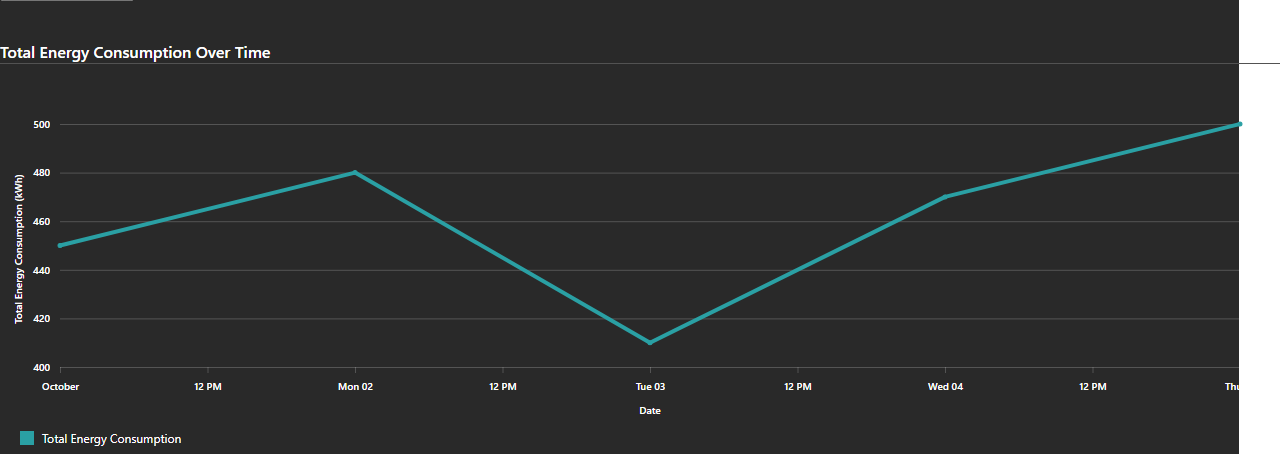 Total Energy Consumption Over Time
Total Energy Consumption (kWh)
500
480
460
440
420
400
October 12 PM Mon 02 12 PM Tue 03 12 PM Wed 04 12 PM Thu
Date
Total Energy Consumption